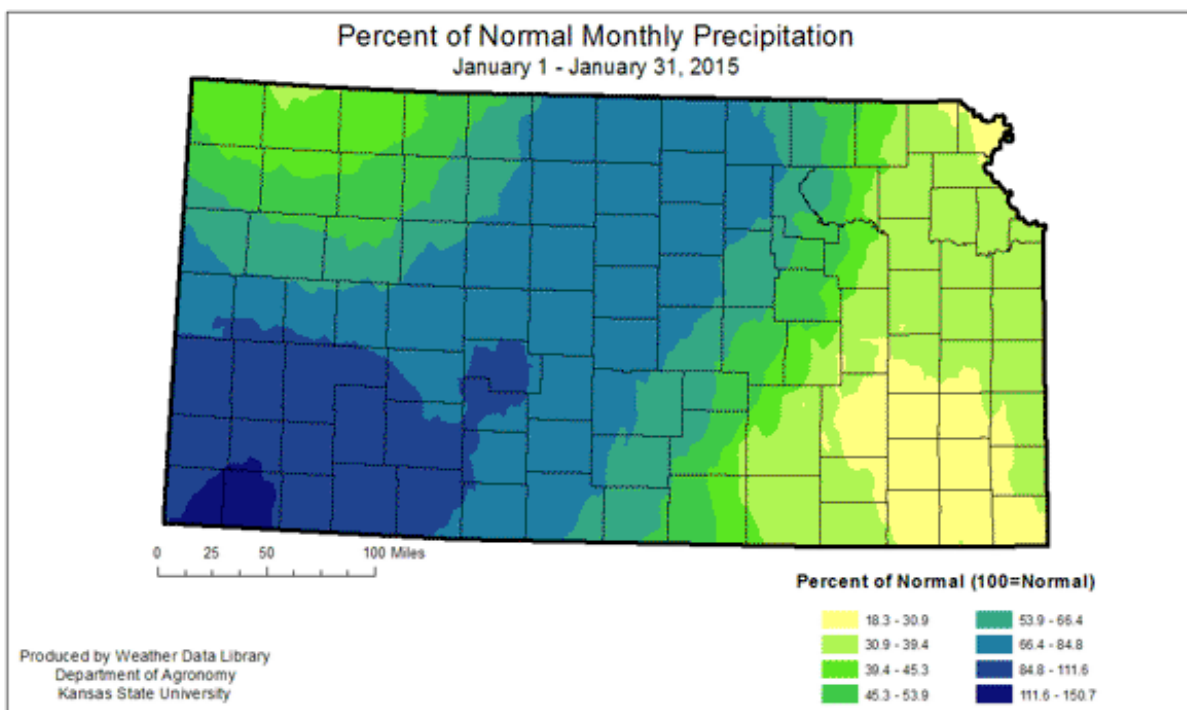 Percent of Normal Monthly Precipitation
January 1 - January 31, 2015
0 25 50 100 Miles
Percent of Normal (100=Normal)
18.3 - 30.9
30.9 - 39.4
39.4 - 45.3
45.3 - 53.9
53.9 - 66.4
66.4 - 84.8
84.8 - 111.6
111.6 - 150.7
Produced by Weather Data Library
Department of Agronomy
Kansas State University